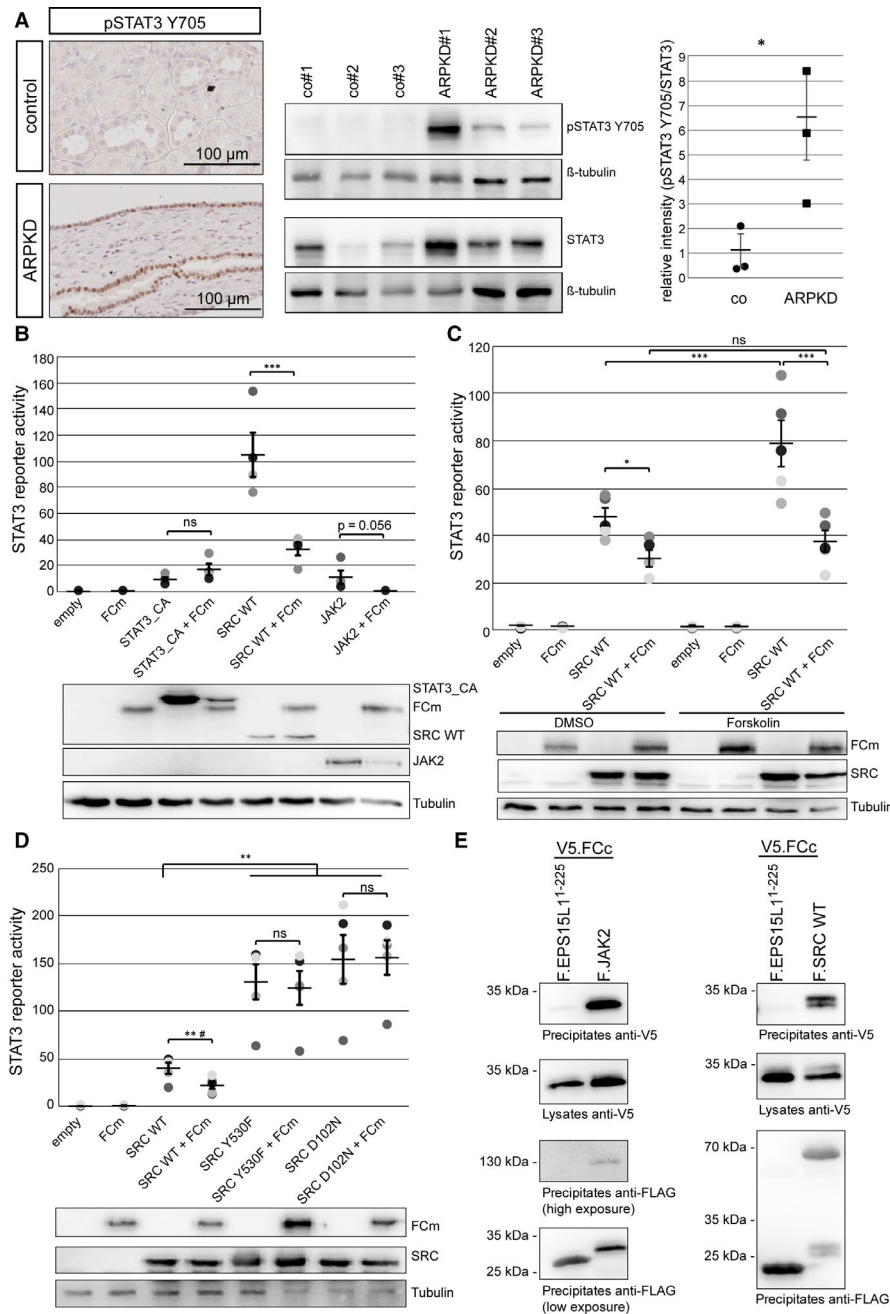 A
pSTAT3 Y705
control
100 µm
ARPKD
100 µm
co#1
co#2
co#3
ARPKD#1
ARPKD#2
ARPKD#3
pSTAT3 Y705
ß-tubulin
STAT3
ß-tubulin
*
relative intensity (pSTAT3 Y705/STAT3)
9
8
7
6
5
4
3
2
1
0
co
ARPKD
B
STAT3 reporter activity
180
160
140
120
100
80
60
40
20
0
ns
***
p = 0.056
empty
FCm
STAT3_CA
STAT3_CA + FCm
SRC WT
SRC WT + FCm
JAK2
JAK2 + FCm
STAT3_CA
FCm
SRC WT
JAK2
Tubulin
C
STAT3 reporter activity
120
100
80
60
40
20
0
ns
***
***
*
empty
FCm
SRC WT
SRC WT + FCm
empty
FCm
SRC WT
SRC WT + FCm
DMSO
Forskolin
FCm
SRC
Tubulin
D
STAT3 reporter activity
250
200
150
100
50
0
**
ns
ns
** #
empty
FCm
SRC WT
SRC WT + FCm
SRC Y530F
SRC Y530F + FCm
SRC D102N
SRC D102N + FCm
FCm
SRC
Tubulin
E
V5.FCc
F.EPS15L1¹⁻²²⁵
F.JAK2
35 kDa -
Precipitates anti-V5
35 kDa -
Lysates anti-V5
130 kDa -
Precipitates anti-FLAG
(high exposure)
35 kDa -
25 kDa -
Precipitates anti-FLAG
(low exposure)
V5.FCc
F.EPS15L1¹⁻²²⁵
F.SRC WT
35 kDa -
Precipitates anti-V5
35 kDa -
Lysates anti-V5
70 kDa -
35 kDa -
25 kDa -
Precipitates anti-FLAG